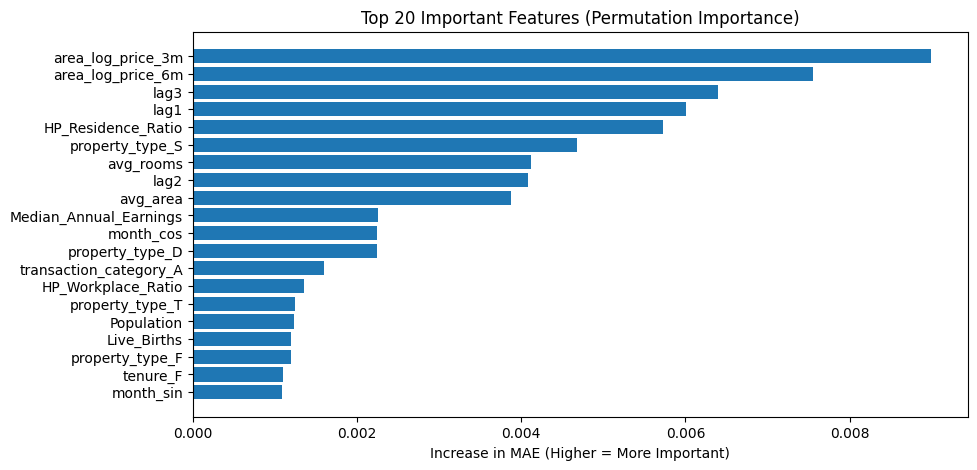 Top 20 Important Features (Permutation Importance)
area_log_price_3m
area_log_price_6m
lag3
lag1
HP_Residence_Ratio
property_type_S
avg_rooms
lag2
avg_area
Median_Annual_Earnings
month_cos
property_type_D
transaction_category_A
HP_Workplace_Ratio
property_type_T
Population
Live_Births
property_type_F
tenure_F
month_sin
0.000 0.002 0.004 0.006 0.008
Increase in MAE (Higher = More Important)